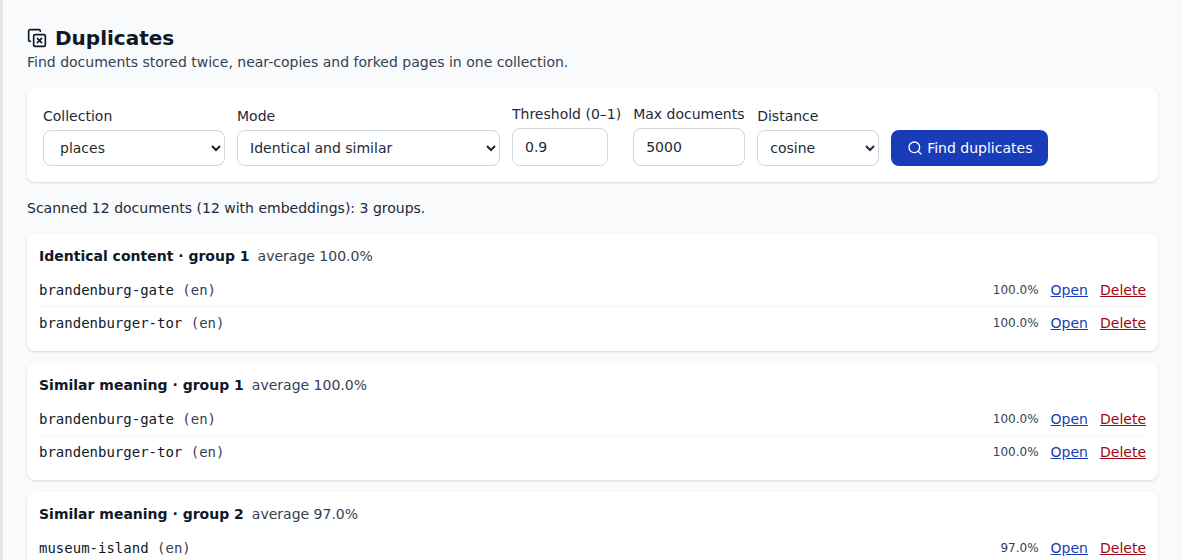 Duplicates
Find documents stored twice, near-copies and forked pages in one collection.
Collection Mode Threshold (0–1) Max documents Distance
places Identical and similar 0.9 5000 cosine Find duplicates
Scanned 12 documents (12 with embeddings): 3 groups.
Identical content · group 1 average 100.0%
brandenburg-gate (en) 100.0% Open Delete
brandenburger-tor (en) 100.0% Open Delete
Similar meaning · group 1 average 100.0%
brandenburg-gate (en) 100.0% Open Delete
brandenburger-tor (en) 100.0% Open Delete
Similar meaning · group 2 average 97.0%
museum-island (en) 97.0% Open Delete